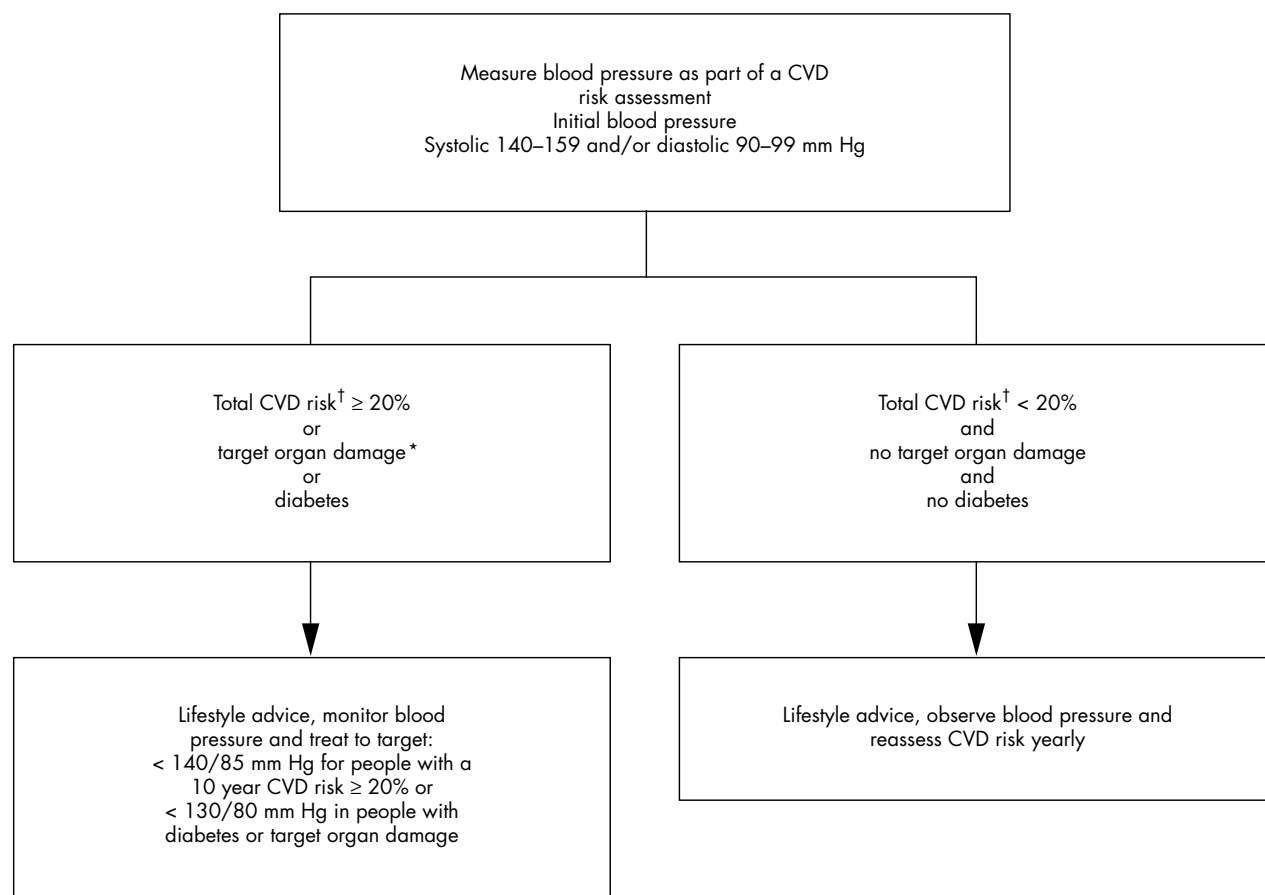 Measure blood pressure as part of a CVD
risk assessment
Initial blood pressure
Systolic 140–159 and/or diastolic 90–99 mm Hg
Total CVD risk† ≥ 20%
or
target organ damage*
or
diabetes
Total CVD risk† < 20%
and
no target organ damage
and
no diabetes
Lifestyle advice, monitor blood
pressure and treat to target:
< 140/85 mm Hg for people with a
10 year CVD risk ≥ 20% or
< 130/80 mm Hg in people with
diabetes or target organ damage
Lifestyle advice, observe blood pressure and
reassess CVD risk yearly